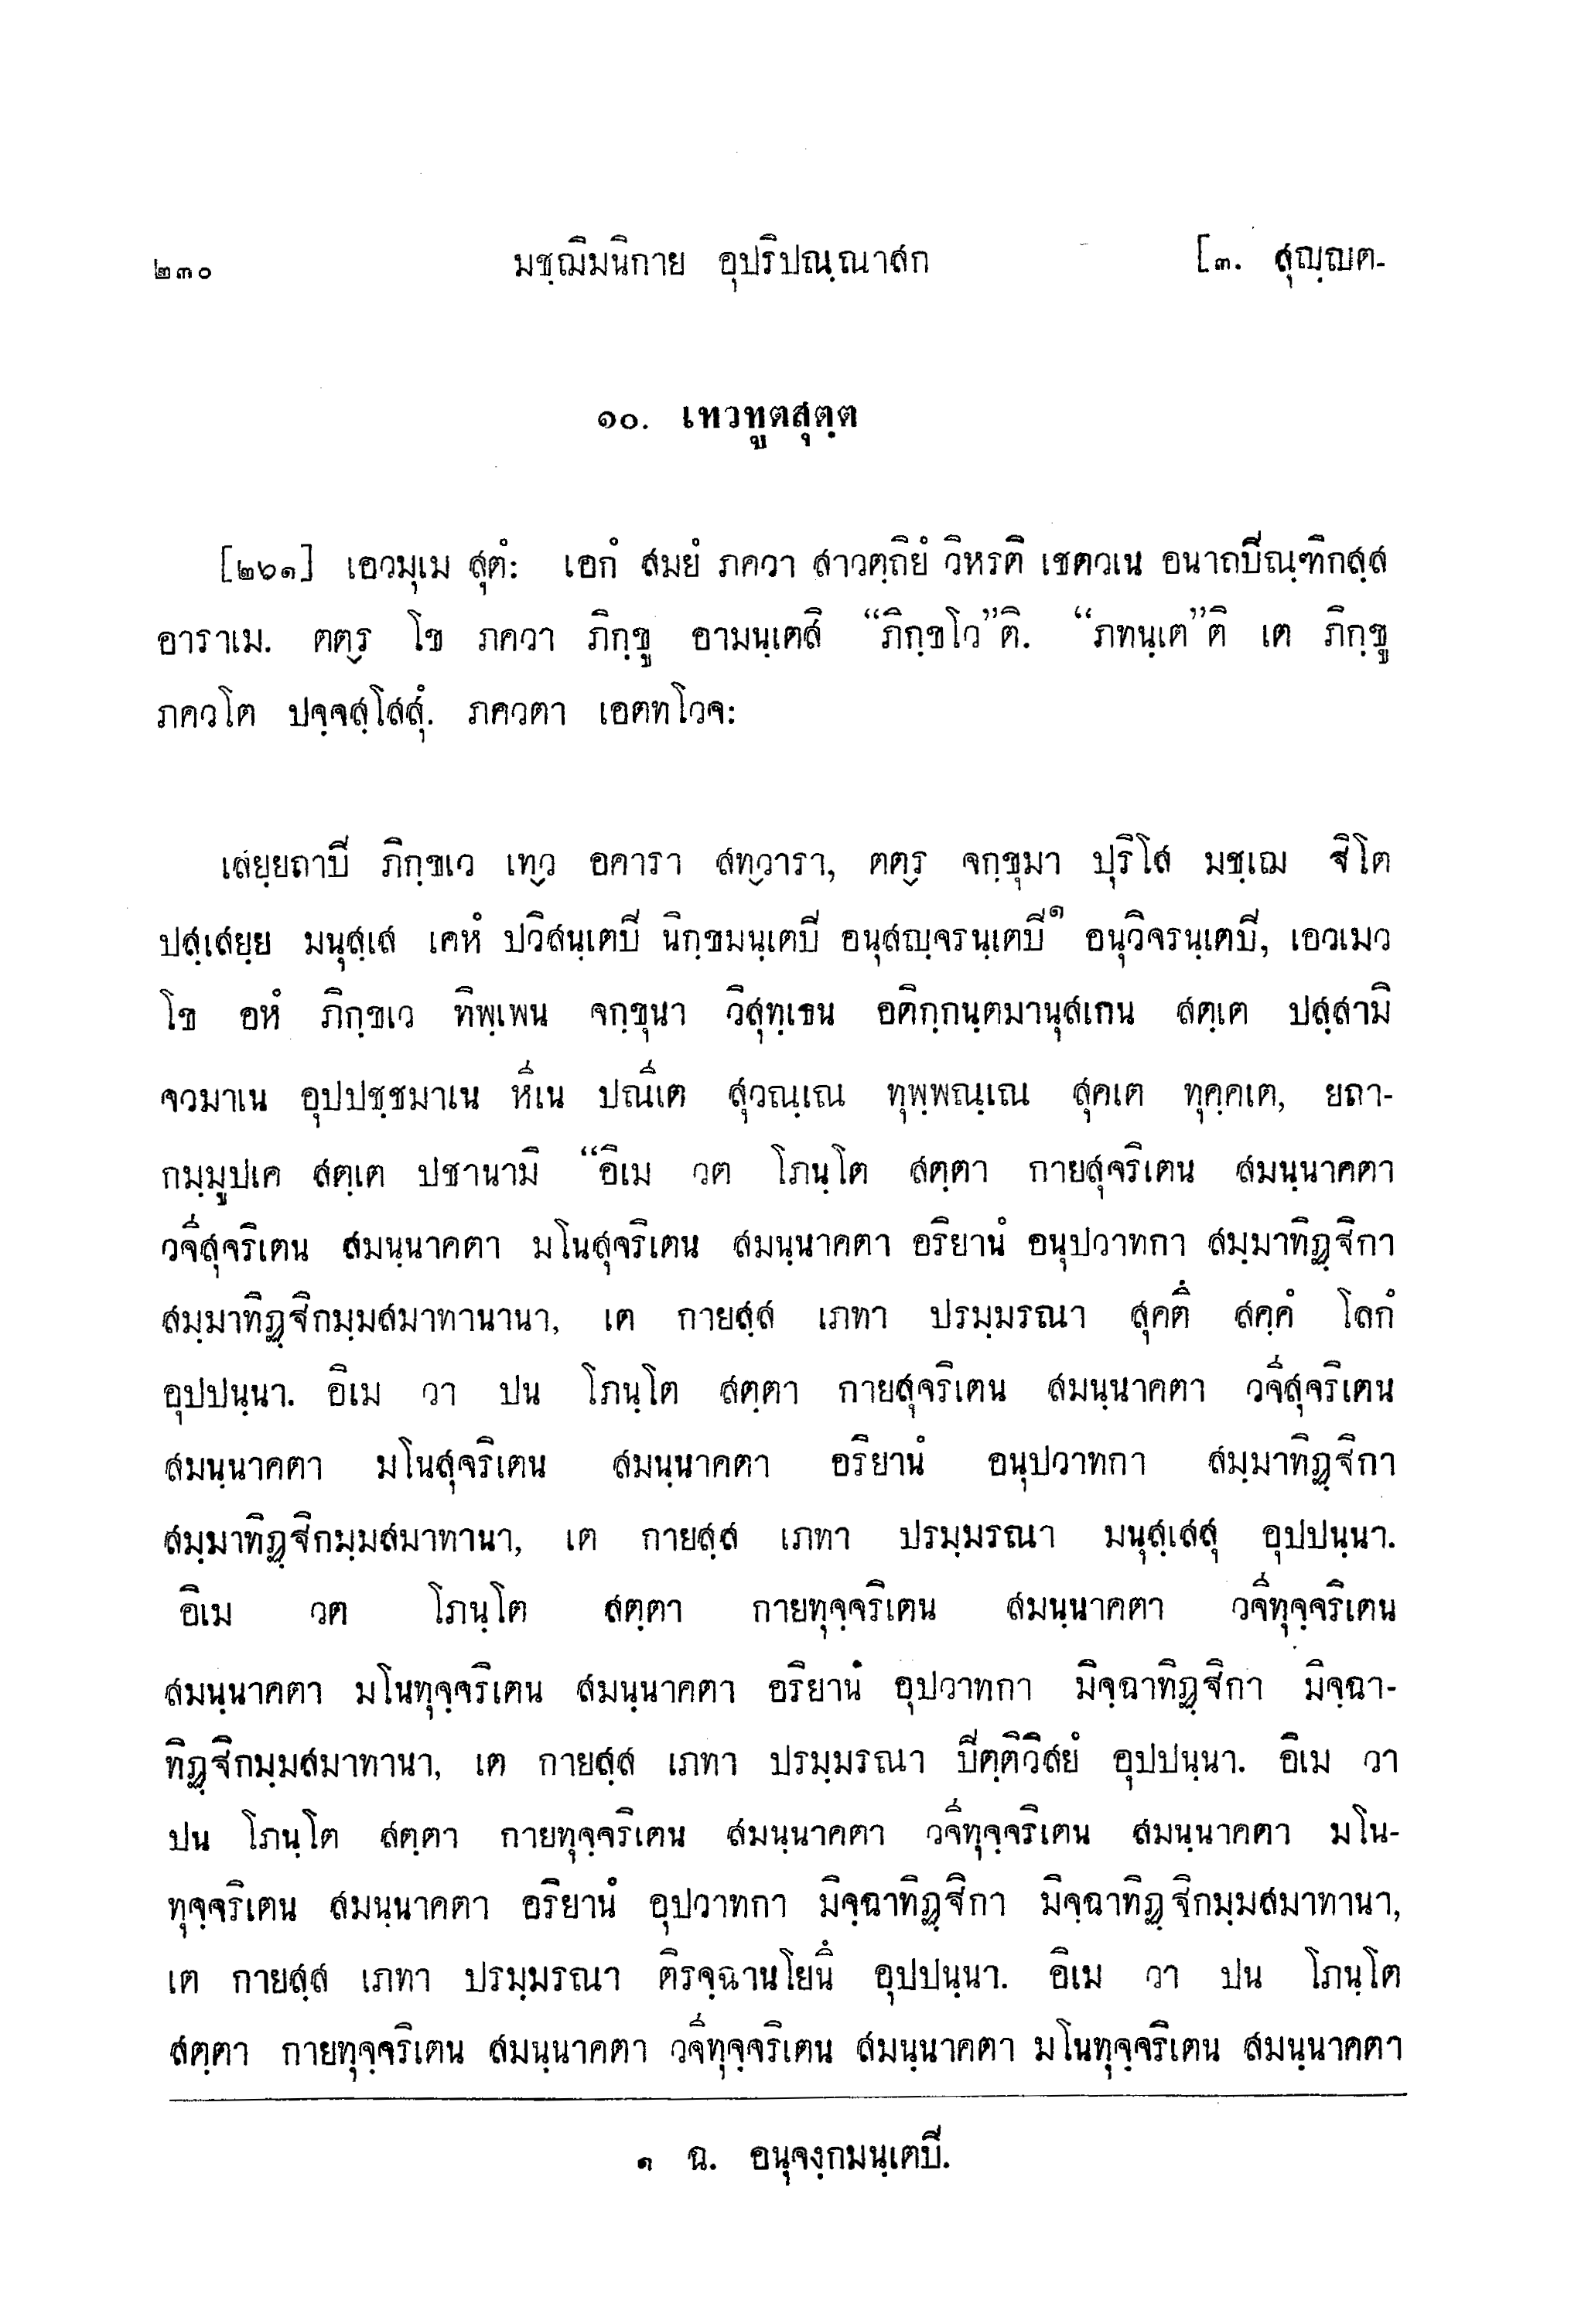 ๒๓๐ มชฺฌิมนิกาย อุปริปณฺณาสก [๓. สุญฺญต-
๑๐. เทวทูตสุตฺต
[๒๖๑] เอวมฺเม สุตํ: เอกํ สมยํ ภควา สาวตฺถิยํ วิหรติ เชตวเน อนาถปิณฺฑิกสฺส
อาราเม. ตตฺร โข ภควา ภิกฺขู อามนฺเตสิ “ภิกฺขโว”ติ. “ภทนฺเต”ติ เต ภิกฺขู
ภควโต ปจฺจสฺโสสุํ. ภควตา เอตทโวจ:
เสยฺยถาปิ ภิกฺขเว เทฺว อคารา สทฺวารา, ตตฺร จกฺขุมา ปุริโส มชฺเฌ ฐิโต
ปสฺเสยฺย มนุสฺเส เคหํ ปวิสนฺเตปิ นิกฺขมนฺเตปิ อนุสญฺจรนฺเตปิ๑ อนุวิจรนฺเตปิ, เอวเมว
โข อหํ ภิกฺขเว ทิพฺเพน จกฺขุนา วิสุทฺเธน อติกฺกนฺตมานุสเกน สตฺเต ปสฺสามิ
จวมาเน อุปปชฺชมาเน หีเน ปณีเต สุวณฺเณ ทุพฺพณฺเณ สุคเต ทุคฺคเต, ยถา-
กมฺมูปเค สตฺเต ปชานามิ “อิเม วต โภนฺโต สตฺตา กายสุจริเตน สมนฺนาคตา
วจีสุจริเตน สมนฺนาคตา มโนสุจริเตน สมนฺนาคตา อริยานํ อนุปวาทกา สมฺมาทิฏฺฐิกา
สมฺมาทิฏฺฐิกมฺมสมาทานานา, เต กายสฺส เภทา ปรมฺมรณา สุคตึ สคฺคํ โลกํ
อุปปนฺนา. อิเม วา ปน โภนฺโต สตฺตา กายสุจริเตน สมนฺนาคตา วจีสุจริเตน
สมนฺนาคตา มโนสุจริเตน สมนฺนาคตา อริยานํ อนุปวาทกา สมฺมาทิฏฺฐิกา
สมฺมาทิฏฺฐิกมฺมสมาทานา, เต กายสฺส เภทา ปรมฺมรณา มนุสฺเสสุ อุปปนฺนา.
อิเม วต โภนฺโต สตฺตา กายทุจฺจริเตน สมนฺนาคตา วจีทุจฺจริเตน
สมนฺนาคตา มโนทุจฺจริเตน สมนฺนาคตา อริยานํ อุปวาทกา มิจฺฉาทิฏฺฐิกา มิจฺฉา-
ทิฏฺฐิกมฺมสมาทานา, เต กายสฺส เภทา ปรมฺมรณา ปิตฺติวิสยํ อุปปนฺนา. อิเม วา
ปน โภนฺโต สตฺตา กายทุจฺจริเตน สมนฺนาคตา วจีทุจฺจริเตน สมนฺนาคตา มโน-
ทุจฺจริเตน สมนฺนาคตา อริยานํ อุปวาทกา มิจฺฉาทิฏฺฐิกา มิจฺฉาทิฏฺฐิกมฺมสมาทานา,
เต กายสฺส เภทา ปรมฺมรณา ติรจฺฉานโยนึ อุปปนฺนา. อิเม วา ปน โภนฺโต
สตฺตา กายทุจฺจริเตน สมนฺนาคตา วจีทุจฺจริเตน สมนฺนาคตา มโนฺทุจฺจริเตน สมนฺนาคตา
๑ ฉ. อนุจงฺกมนฺเตปิ.